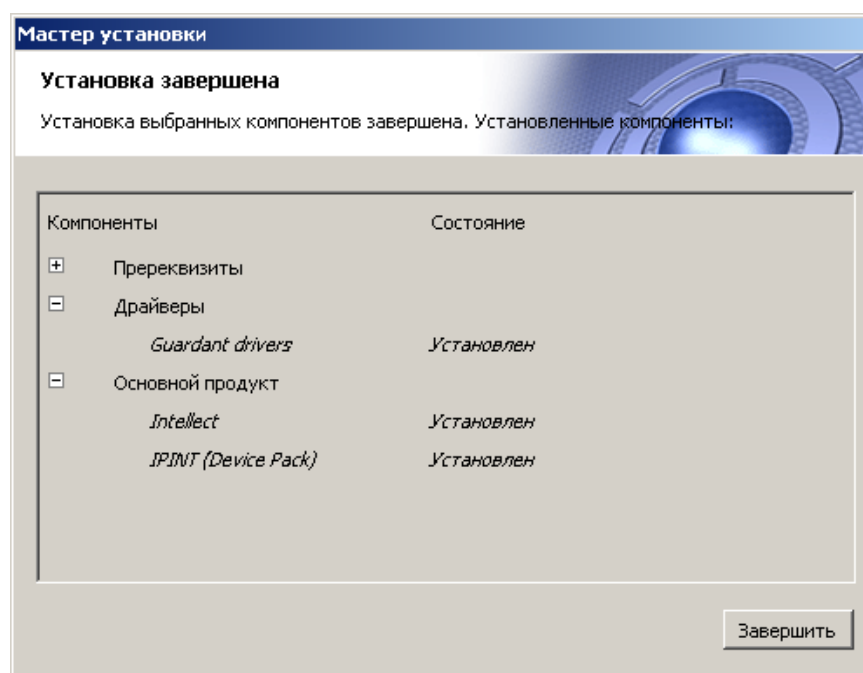 Мастер установки
Установка завершена
Установка выбранных компонентов завершена. Установленные компоненты:
Компоненты Состояние
Пререквизиты
Драйверы
Guardant drivers Установлен
Основной продукт
Intellect Установлен
IPINT (Device Pack) Установлен
Завершить